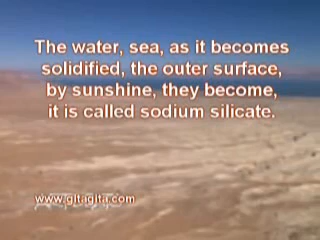 The water, sea, as it becomes
solidified, the outer surface,
by sunshine, they become,
it is called sodium silicate.
www.gitagita.com